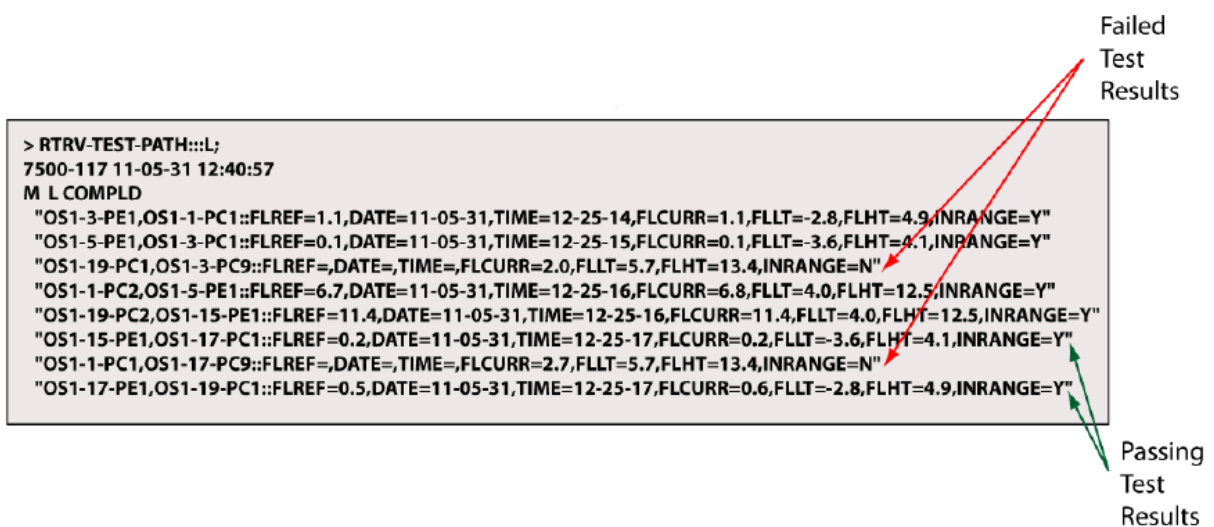 Failed
Test
Results
> RTRV-TEST-PATH:::L;
7500-117 11-05-31 12:40:57
M L COMPLD
"OS1-3-PE1,OS1-1-PC1::FLREF=1.1,DATE=11-05-31,TIME=12-25-14,FLCURR=1.1,FLLT=-2.8,FLHT=4.9,INRANGE=Y"
"OS1-5-PE1,OS1-3-PC1::FLREF=0.1,DATE=11-05-31,TIME=12-25-15,FLCURR=0.1,FLLT=-3.6,FLHT=4.1,INRANGE=Y"
"OS1-19-PC1,OS1-3-PC9::FLREF=,DATE=,TIME=,FLCURR=2.0,FLLT=5.7,FLHT=13.4,INRANGE=N"
"OS1-1-PC2,OS1-5-PE1::FLREF=6.7,DATE=11-05-31,TIME=12-25-16,FLCURR=6.8,FLLT=4.0,FLHT=12.5,INRANGE=Y"
"OS1-19-PC2,OS1-15-PE1::FLREF=11.4,DATE=11-05-31,TIME=12-25-16,FLCURR=11.4,FLLT=4.0,FLHT=12.5,INRANGE=Y"
"OS1-15-PE1,OS1-17-PC1::FLREF=0.2,DATE=11-05-31,TIME=12-25-17,FLCURR=0.2,FLLT=-3.6,FLHT=4.1,INRANGE=Y"
"OS1-1-PC1,OS1-17-PC9::FLREF=,DATE=,TIME=,FLCURR=2.7,FLLT=5.7,FLHT=13.4,INRANGE=N"
"OS1-17-PE1,OS1-19-PC1::FLREF=0.5,DATE=11-05-31,TIME=12-25-17,FLCURR=0.6,FLLT=-2.8,FLHT=4.9,INRANGE=Y"
Passing
Test
Results